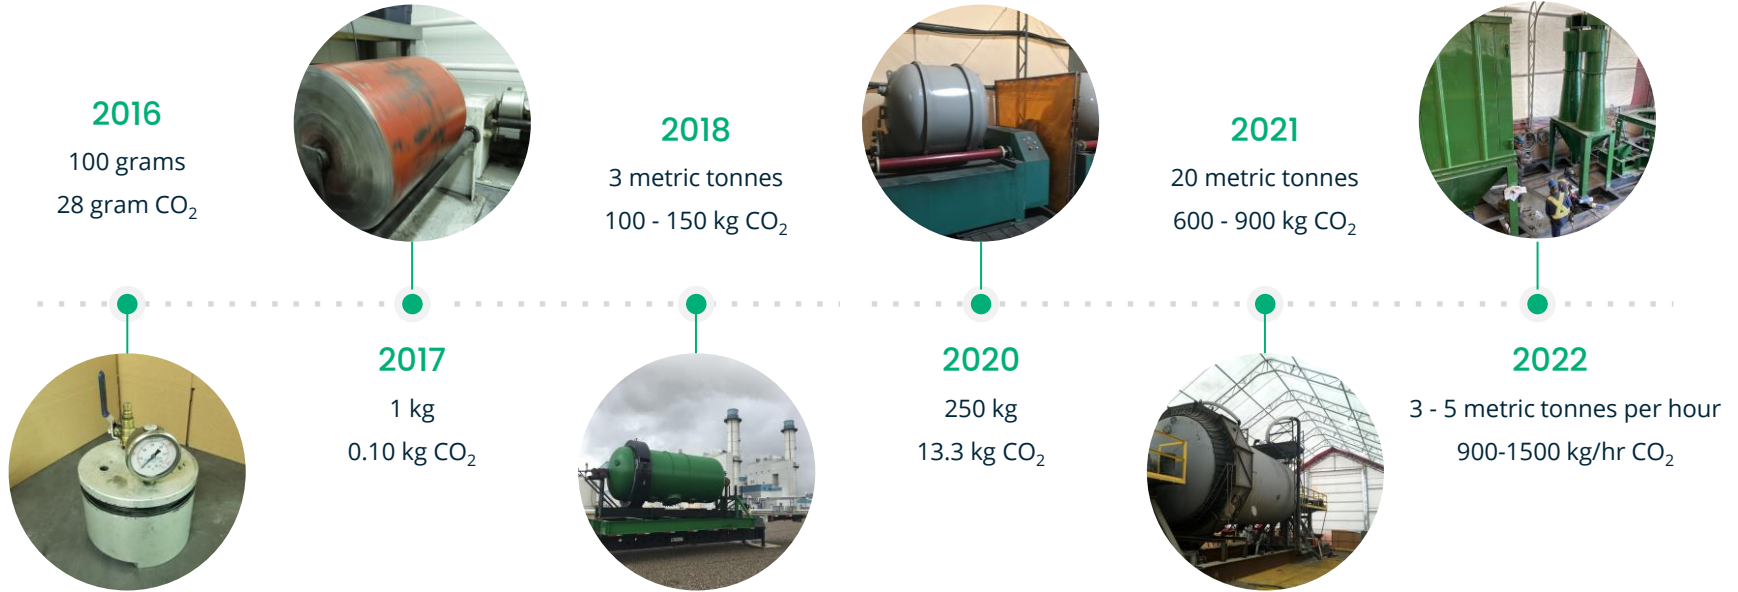 2016
100 grams
28 gram CO₂
2017
1 kg
0.10 kg CO₂
2018
3 metric tonnes
100 - 150 kg CO₂
2020
250 kg
13.3 kg CO₂
2021
20 metric tonnes
600 - 900 kg CO₂
2022
3 - 5 metric tonnes per hour
900-1500 kg/hr CO₂